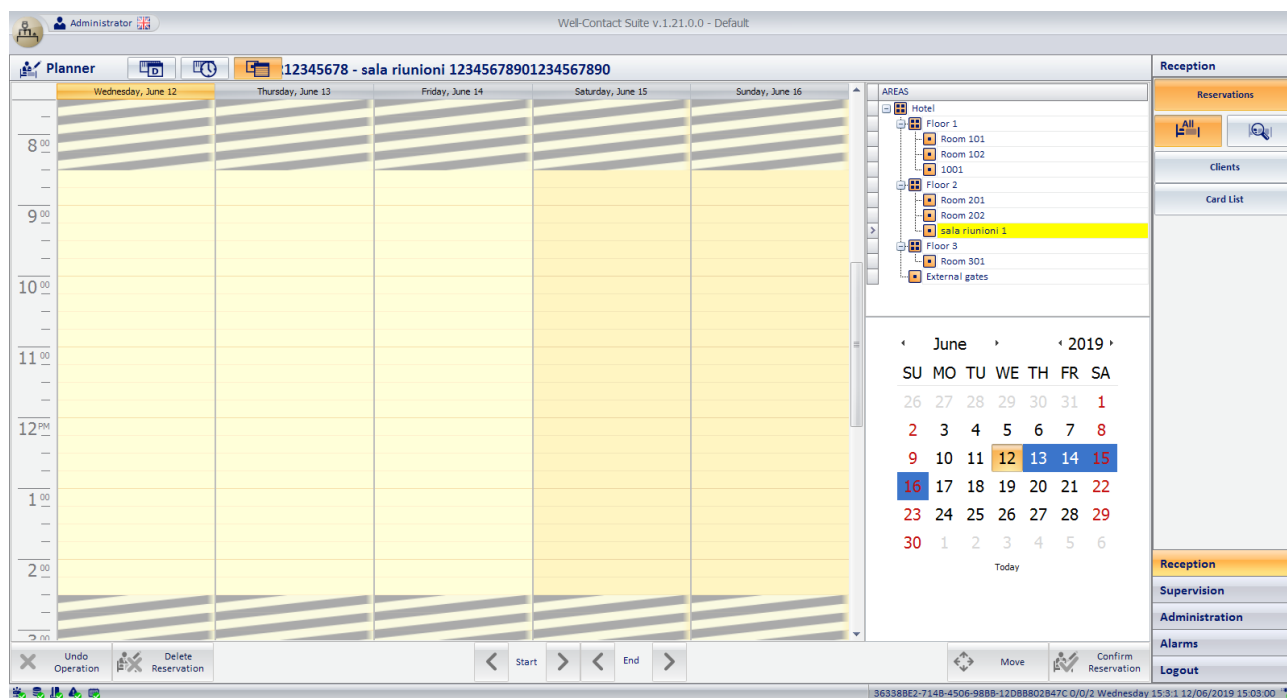 Administrator
Well-Contact Suite v.1.21.0.0 - Default
Planner
12345678 - sala riunioni 12345678901234567890
Wednesday, June 12 Thursday, June 13 Friday, June 14 Saturday, June 15 Sunday, June 16
8 00
9 00
10 00
11 00
12 PM
1 00
2 00
3 00
AREAS
Hotel
Floor 1
Room 101
Room 102
1001
Floor 2
Room 201
Room 202
sala riunioni 1
Floor 3
Room 301
External gates
June 2019
SU MO TU WE TH FR SA
26 27 28 29 30 31 1
2 3 4 5 6 7 8
9 10 11 12 13 14 15
16 17 18 19 20 21 22
23 24 25 26 27 28 29
30 1 2 3 4 5 6
Today
Reception
Reservations
All
Clients
Card List
Reception
Supervision
Administration
Alarms
Logout
Undo
Operation
Delete
Reservation
Start
End
Move
Confirm
Reservation
36338BE2-714B-4506-98BB-12DBB802B47C 0/0/2 Wednesday 15:3:1 12/06/2019 15:03:00